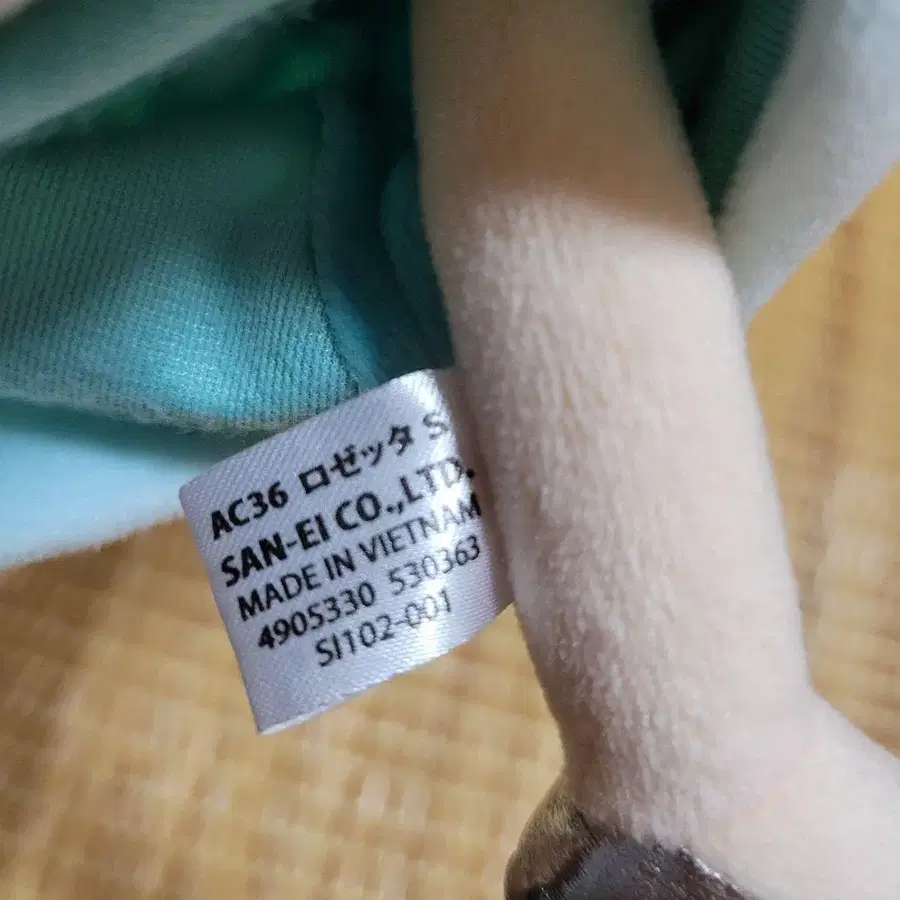 AC36 ロゼッタ S
SAN-EI CO.,LTD.
MADE IN VIETNAM
4905330 530363
SI102-001